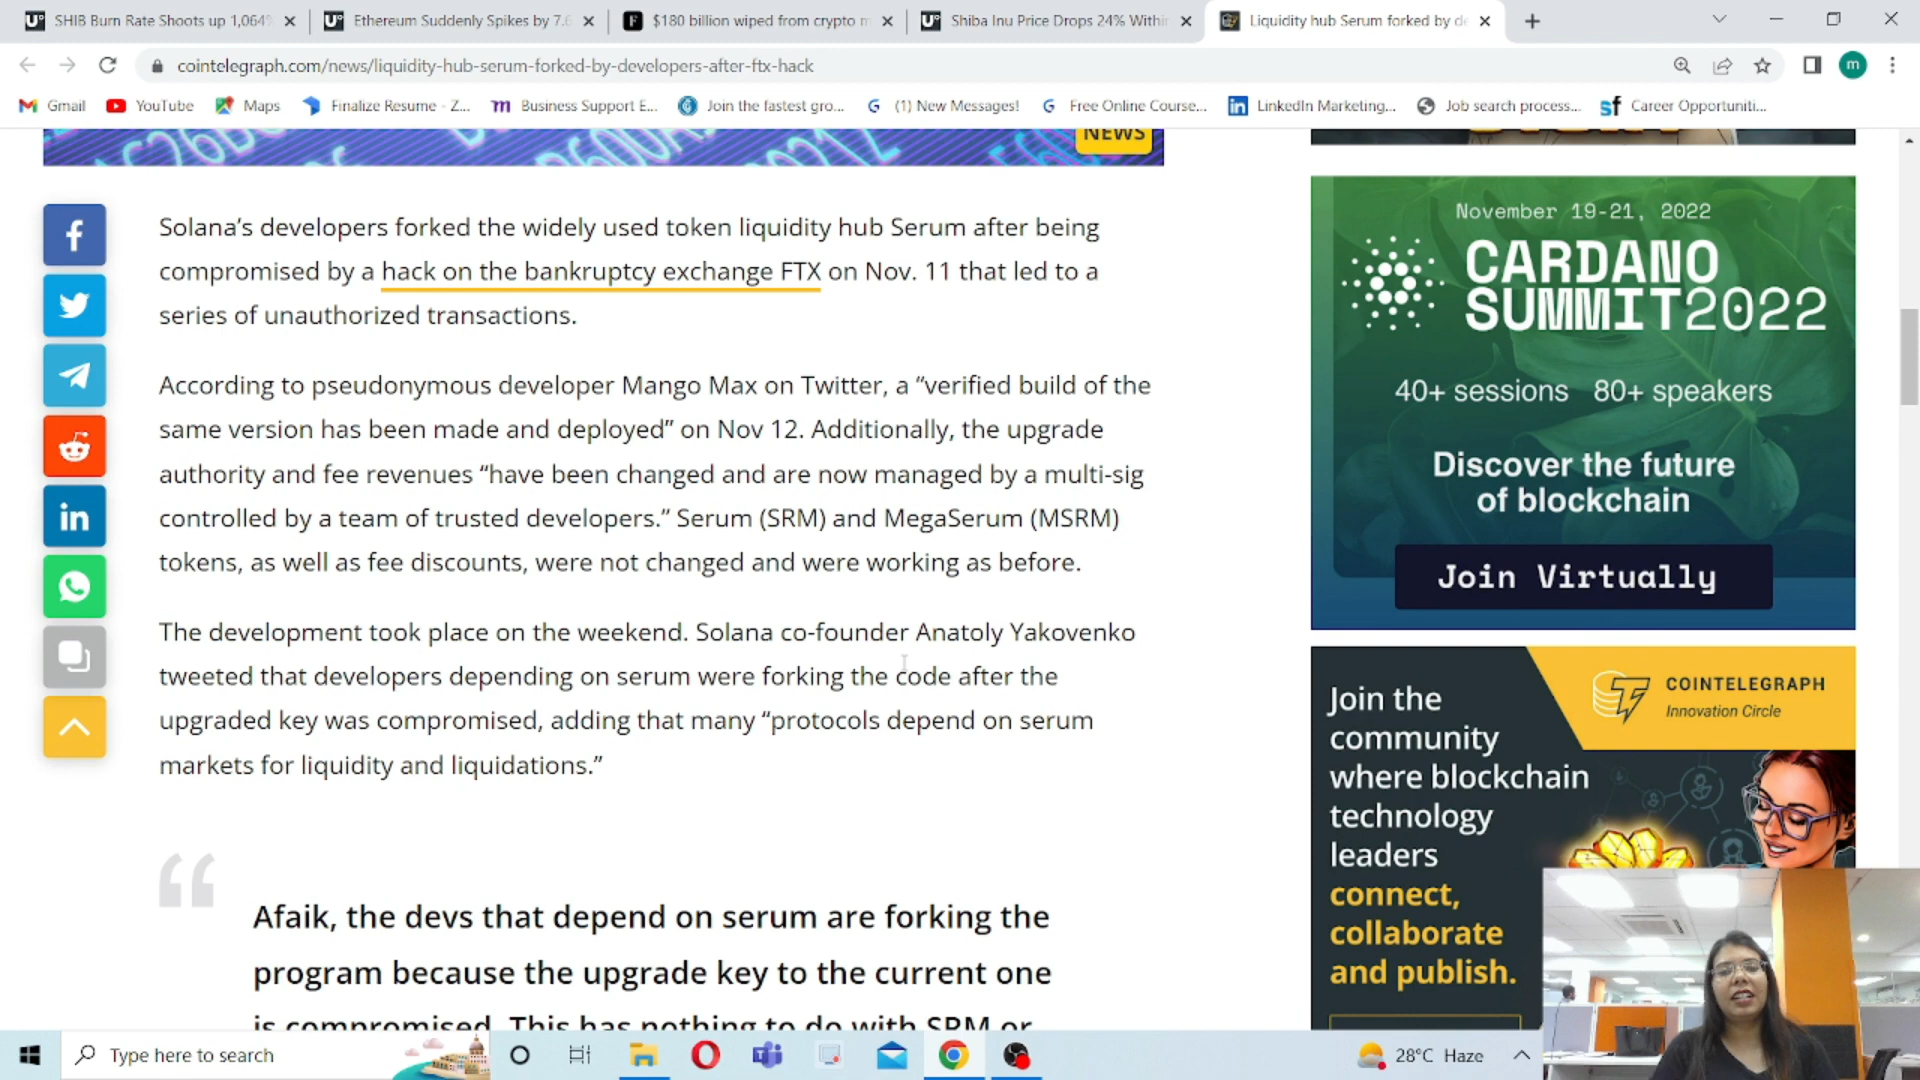 SHIB Burn Rate Shoots up 1,064%
Ethereum Suddenly Spikes by 7.6
$180 billion wiped from crypto m
Shiba Inu Price Drops 24% Within
Liquidity hub Serum forked by de
cointelegraph.com/news/liquidity-hub-serum-forked-by-developers-after-ftx-hack
m
Gmail
YouTube
Maps
Finalize Resume - Z...
Business Support E...
Join the fastest gro...
(1) New Messages!
Free Online Course...
LinkedIn Marketing...
Job search process...
Career Opportuniti...
NEWS
Solana’s developers forked the widely used token liquidity hub Serum after being
compromised by a hack on the bankruptcy exchange FTX on Nov. 11 that led to a
series of unauthorized transactions.
According to pseudonymous developer Mango Max on Twitter, a “verified build of the
same version has been made and deployed” on Nov 12. Additionally, the upgrade
authority and fee revenues “have been changed and are now managed by a multi-sig
controlled by a team of trusted developers.” Serum (SRM) and MegaSerum (MSRM)
tokens, as well as fee discounts, were not changed and were working as before.
The development took place on the weekend. Solana co-founder Anatoly Yakovenko
tweeted that developers depending on serum were forking the code after the
upgraded key was compromised, adding that many “protocols depend on serum
markets for liquidity and liquidations.”
Afaik, the devs that depend on serum are forking the
program because the upgrade key to the current one
is compromised. This has nothing to do with SRM or
November 19-21, 2022
CARDANO
SUMMIT2022
40+ sessions 80+ speakers
Discover the future
of blockchain
Join Virtually
COINTELEGRAPH
Innovation Circle
Join the
community
where blockchain
technology
leaders
connect,
collaborate
and publish.
Type here to search
28°C Haze